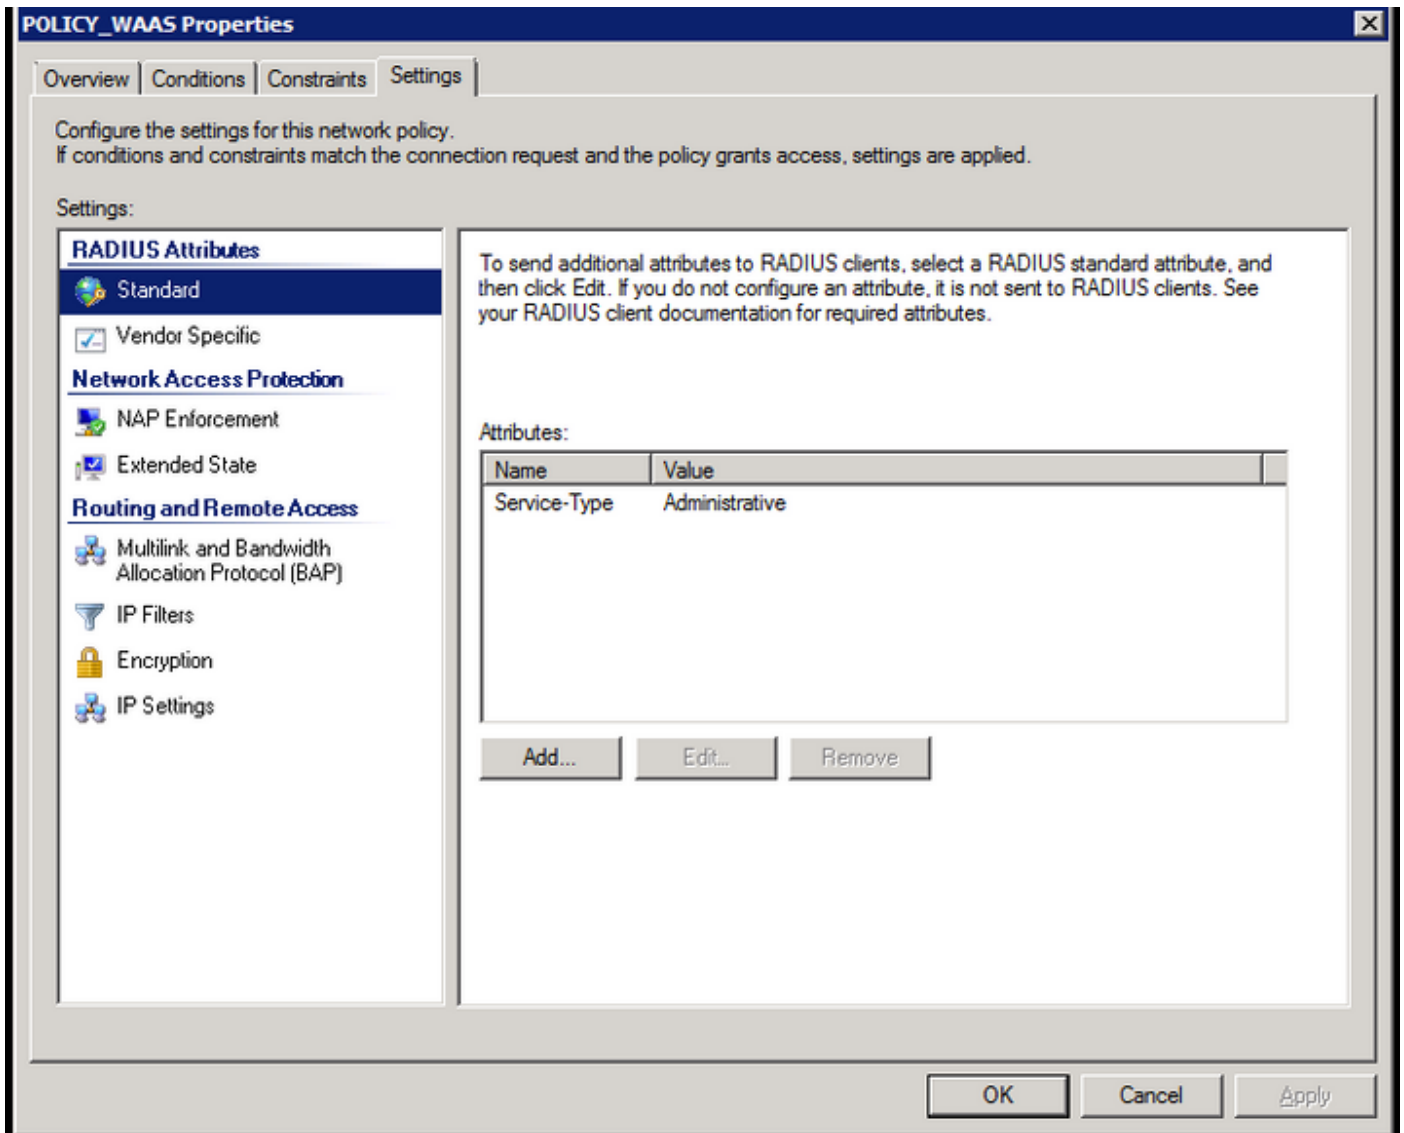 POLICY_WAAS Properties
Overview Conditions Constraints Settings
Configure the settings for this network policy.
If conditions and constraints match the connection request and the policy grants access, settings are applied.
Settings:
RADIUS Attributes
Standard
Vendor Specific
Network Access Protection
NAP Enforcement
Extended State
Routing and Remote Access
Multilink and Bandwidth
Allocation Protocol (BAP)
IP Filters
Encryption
IP Settings
To send additional attributes to RADIUS clients, select a RADIUS standard attribute, and
then click Edit. If you do not configure an attribute, it is not sent to RADIUS clients. See
your RADIUS client documentation for required attributes.
Attributes:
Name Value
Service-Type Administrative
Add... Edit... Remove
OK Cancel Apply